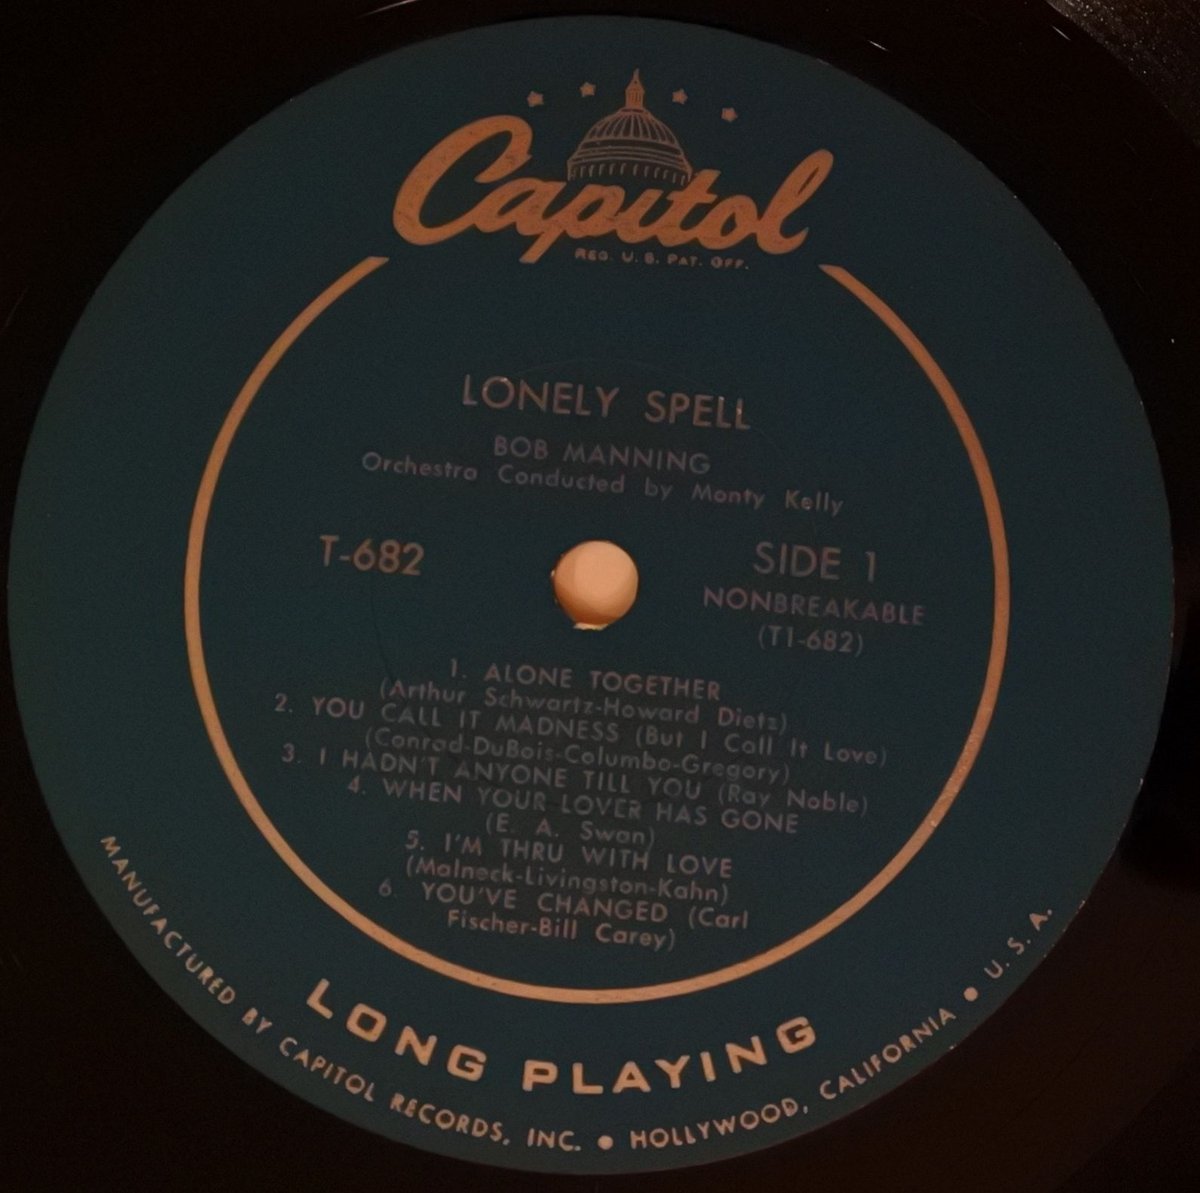 Capitol
REG. U. S. PAT. OFF.
LONELY SPELL
BOB MANNING
Orchestra Conducted by Monty Kelly
T-682
SIDE 1
NONBREAKABLE
(T1-682)
1. ALONE TOGETHER
(Arthur Schwartz-Howard Dietz)
2. YOU CALL IT MADNESS (But I Call It Love)
(Conrad-DuBois-Columbo-Gregory)
3. I HADN'T ANYONE TILL YOU (Ray Noble)
4. WHEN YOUR LOVER HAS GONE
(E. A. Swan)
5. I'M THRU WITH LOVE
(Malneck-Livingston-Kahn)
6 YOU'VE CHANGED (Carl
Fischer-Bill Carey)
LONG PLAYING
MANUFACTURED BY CAPITOL RECORDS, INC. • HOLLYWOOD, CALIFORNIA • U. S. A.